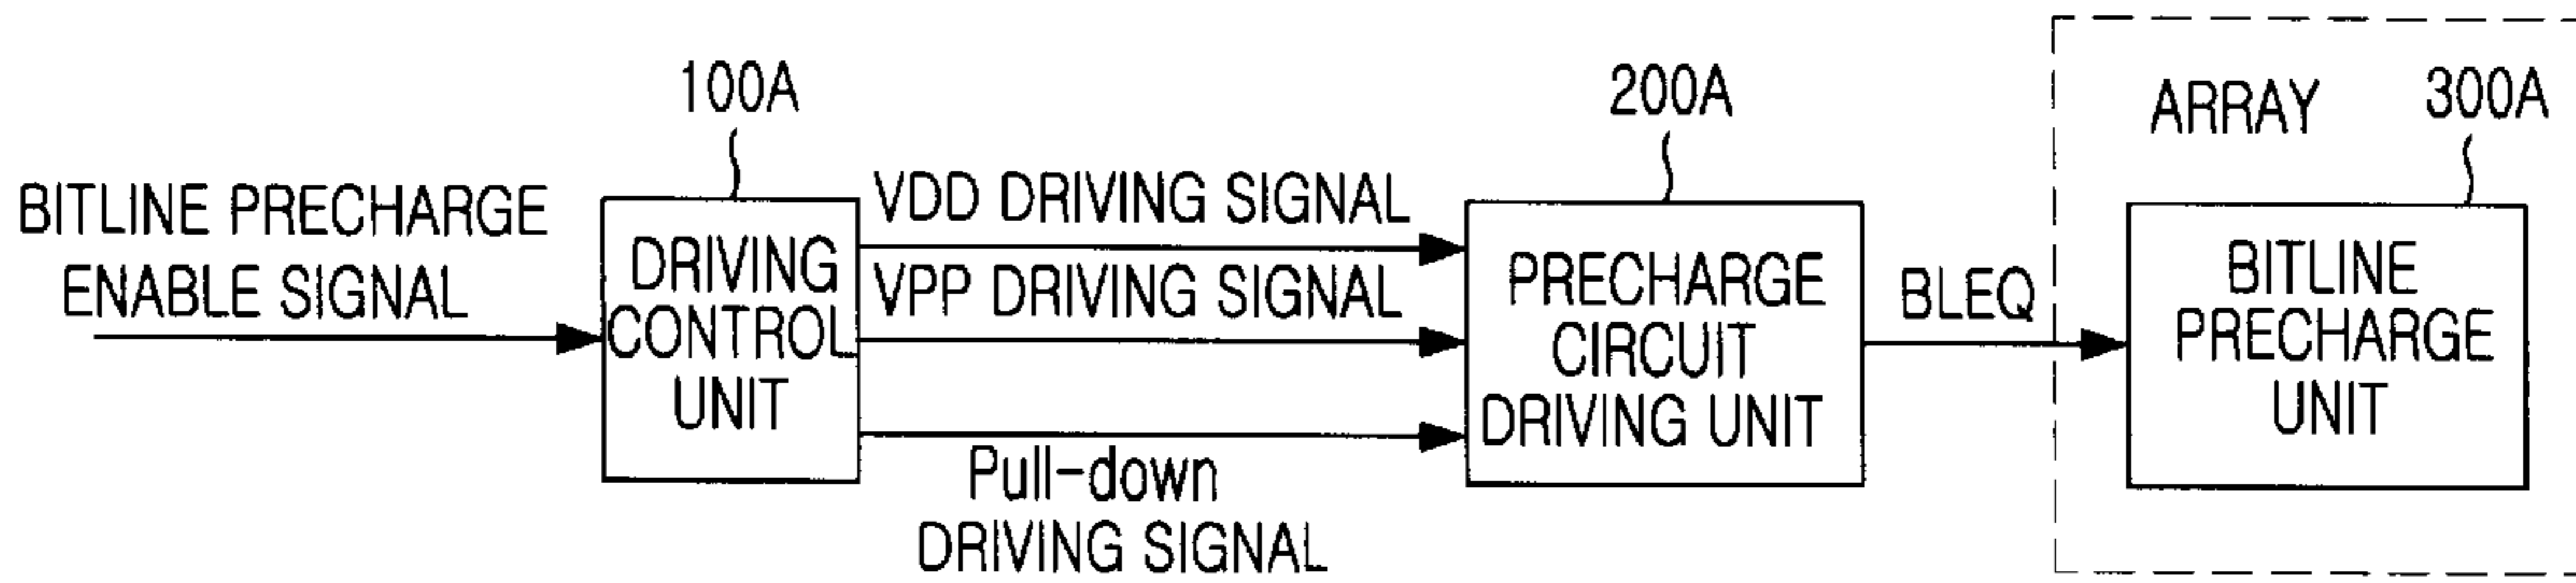 100A
200A
ARRAY 300A
BITLINE PRECHARGE
ENABLE SIGNAL
DRIVING
CONTROL
UNIT
VDD DRIVING SIGNAL
VPP DRIVING SIGNAL
Pull-down
DRIVING SIGNAL
PRECHARGE
CIRCUIT
DRIVING UNIT
BLEQ
BITLINE
PRECHARGE
UNIT